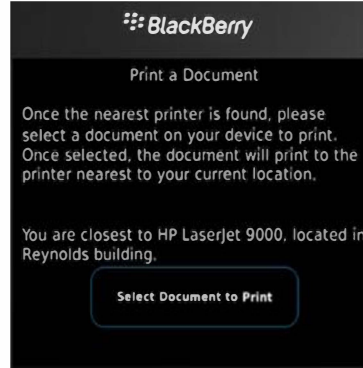 BlackBerry
Print a Document
Once the nearest printer is found, please
select a document on your device to print.
Once selected, the document will print to the
printer nearest to your current location.
You are closest to HP LaserJet 9000, located in
Reynolds building.
Select Document to Print